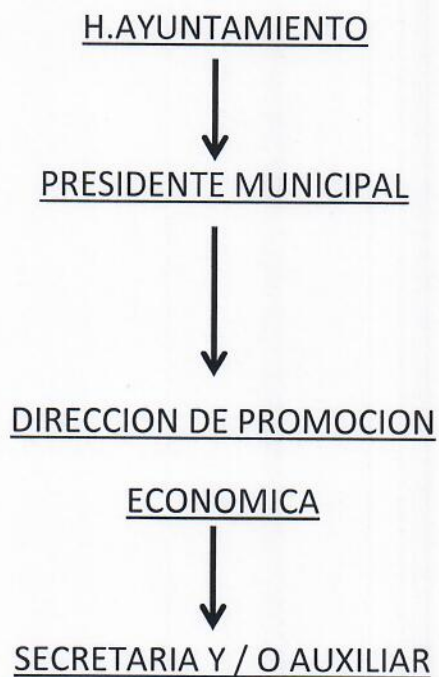 H.AYUNTAMIENTO
PRESIDENTE MUNICIPAL
DIRECCION DE PROMOCION
ECONOMICA
SECRETARIA Y / O AUXILIAR